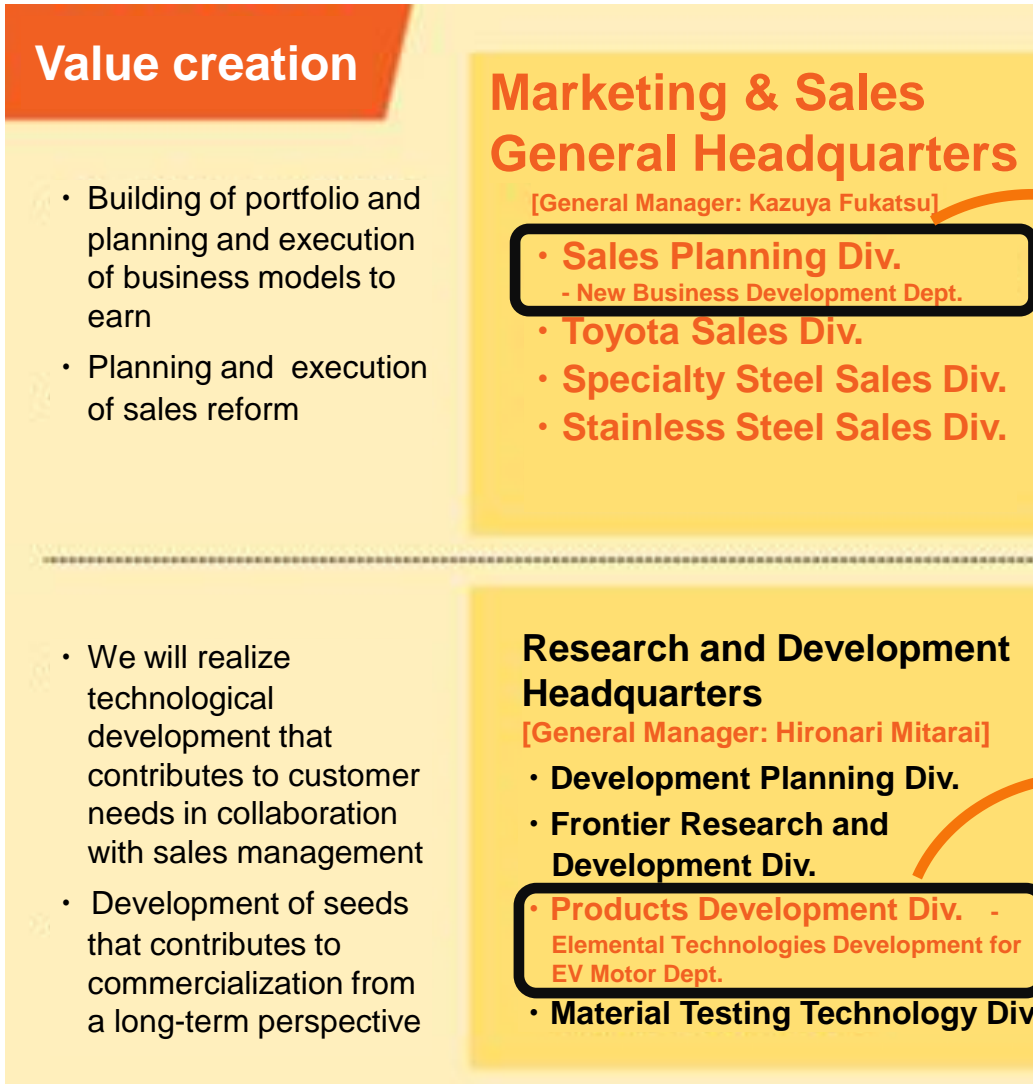 Value creation
・ Building of portfolio and
planning and execution
of business models to
earn
・ Planning and execution
of sales reform
Marketing & Sales
General Headquarters
[General Manager: Kazuya Fukatsu]
・ Sales Planning Div.
- New Business Development Dept.
・ Toyota Sales Div.
・ Specialty Steel Sales Div.
・ Stainless Steel Sales Div.
・ We will realize
technological
development that
contributes to customer
needs in collaboration
with sales management
・ Development of seeds
that contributes to
commercialization from
a long-term perspective
Research and Development
Headquarters
[General Manager: Hironari Mitarai]
・ Development Planning Div.
・ Frontier Research and
Development Div.
・ Products Development Div. -
Elemental Technologies Development for
EV Motor Dept.
・ Material Testing Technology Div